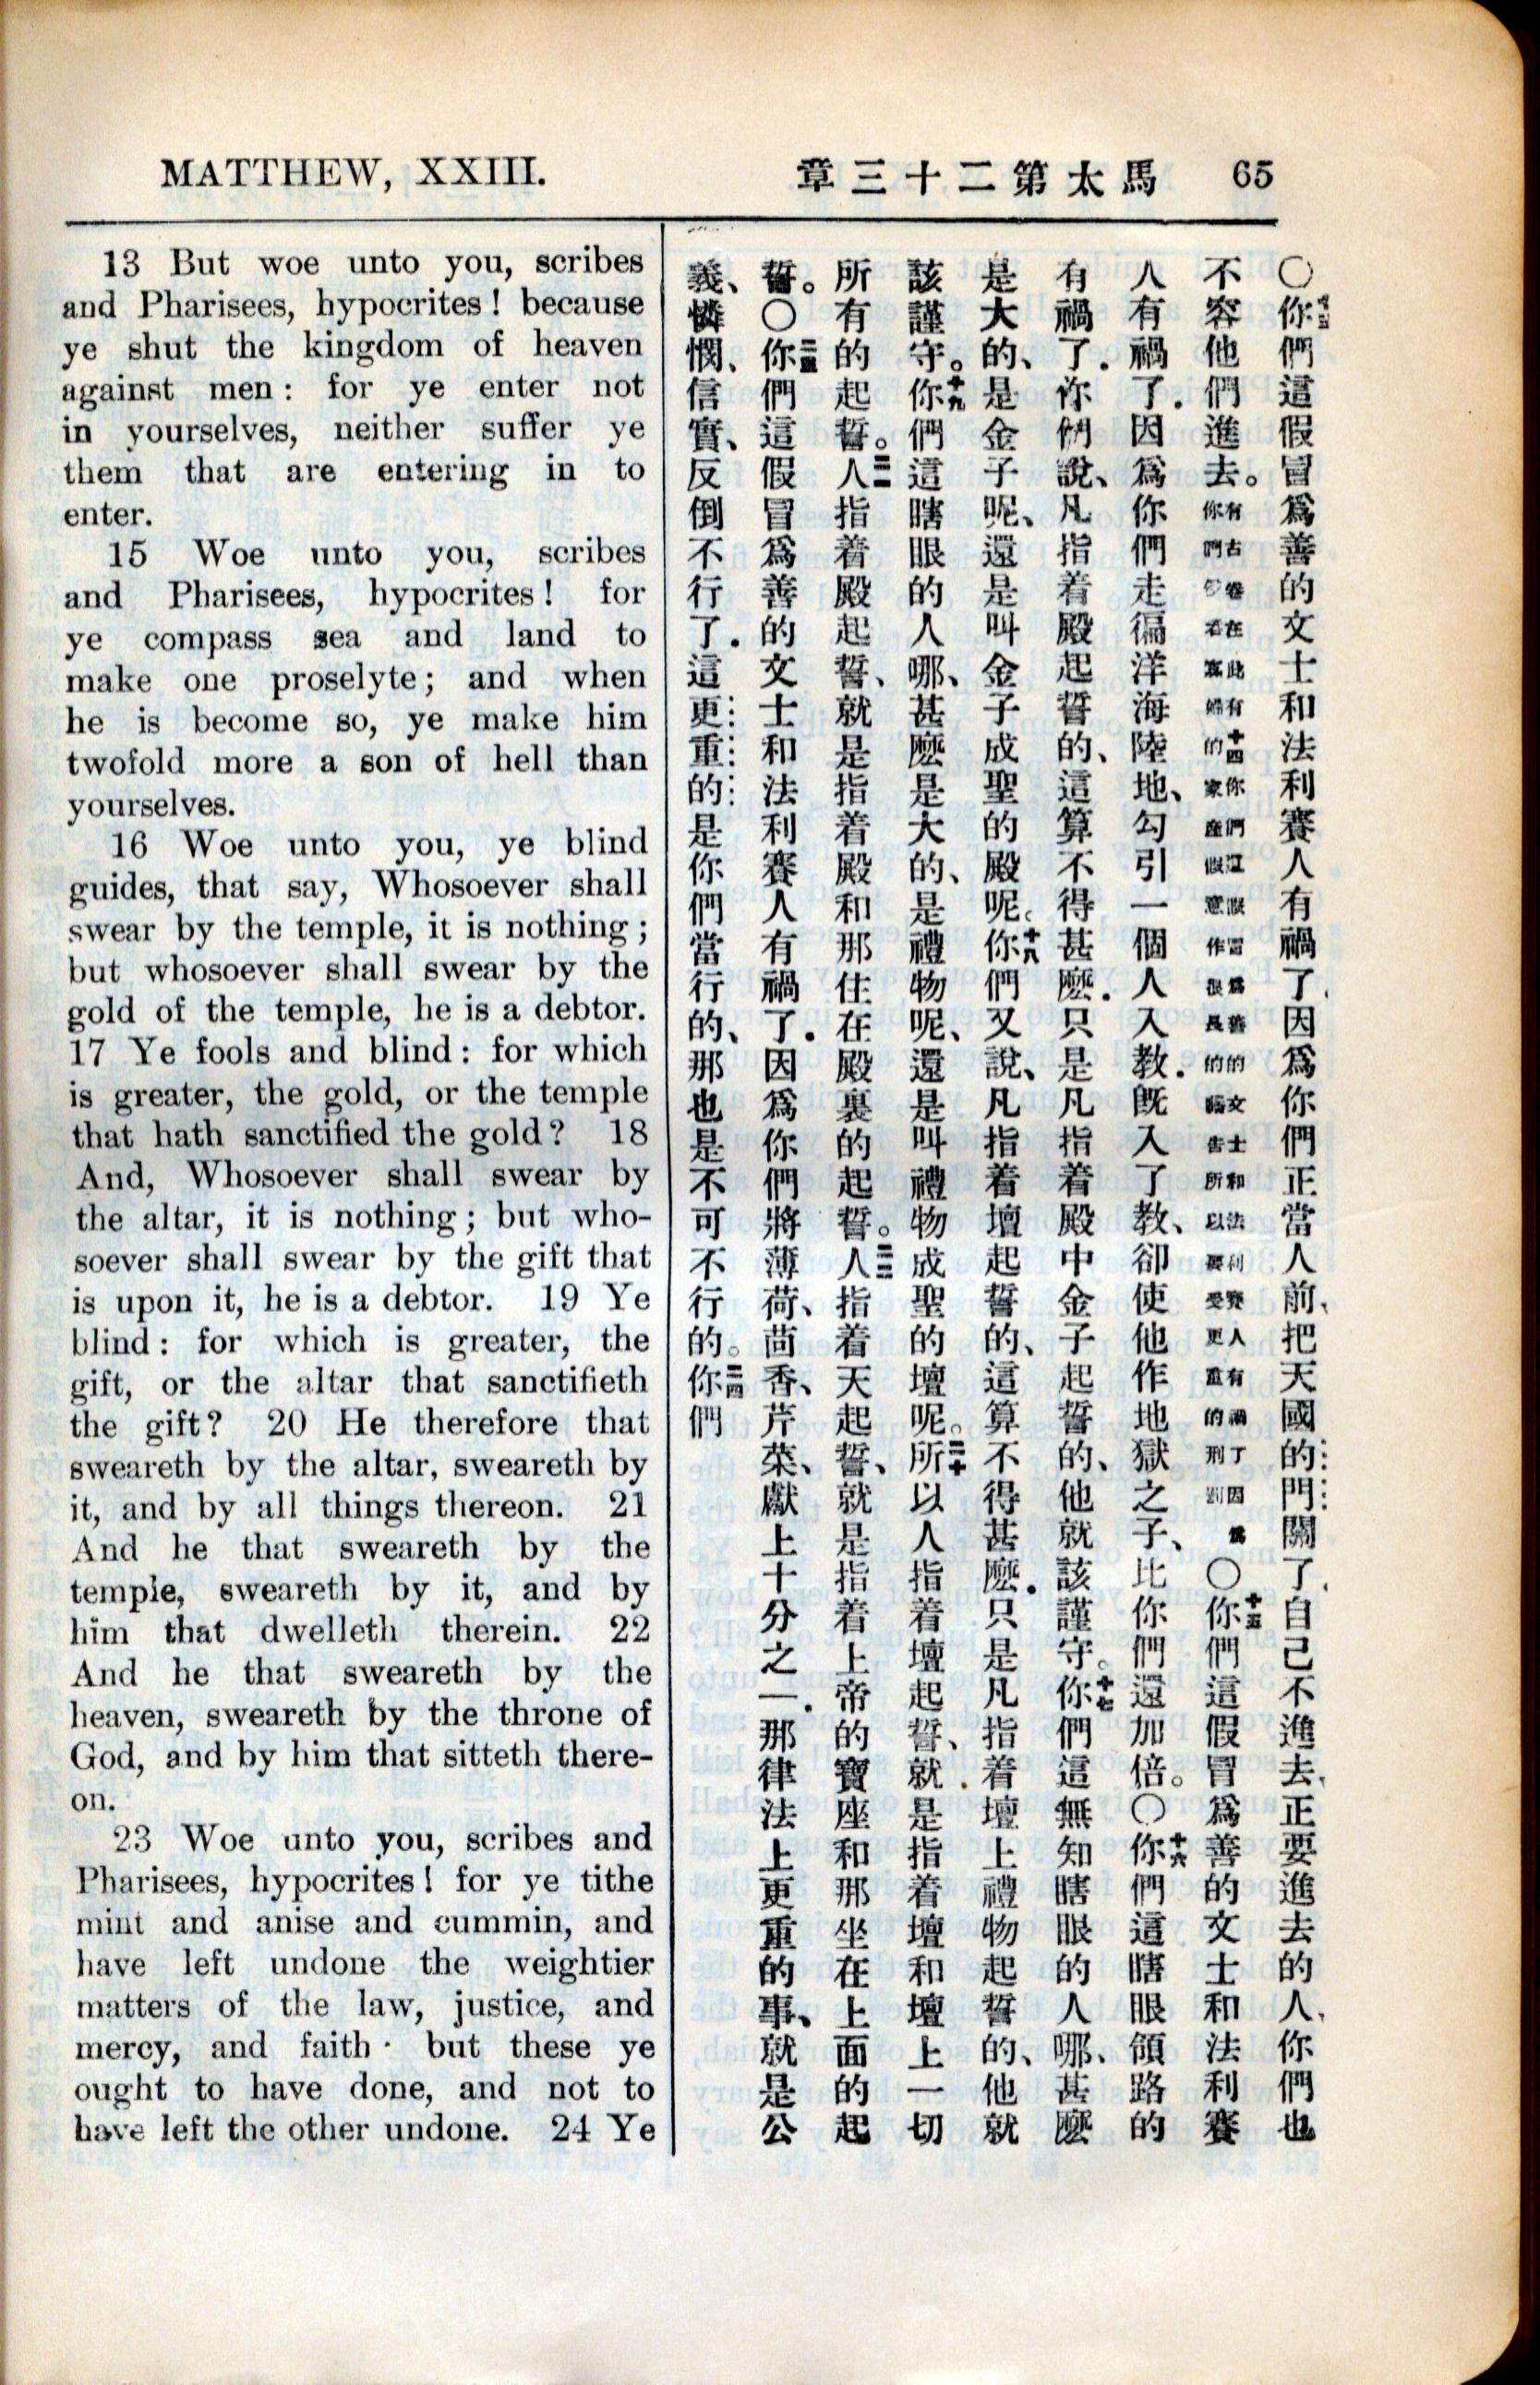 MATTHEW, XXIII.
馬太第二十三章
65
13 But woe unto you, scribes
and Pharisees, hypocrites! because
ye shut the kingdom of heaven
against men: for ye enter not
in yourselves, neither suffer ye
them that are entering in to
enter.
15 Woe unto you, scribes
and Pharisees, hypocrites! for
ye compass sea and land to
make one proselyte; and when
he is become so, ye make him
twofold more a son of hell than
yourselves.
16 Woe unto you, ye blind
guides, that say, Whosoever shall
swear by the temple, it is nothing;
but whosoever shall swear by the
gold of the temple, he is a debtor.
17 Ye fools and blind: for which
is greater, the gold, or the temple
that hath sanctified the gold? 18
And, Whosoever shall swear by
the altar, it is nothing; but who-
soever shall swear by the gift that
is upon it, he is a debtor. 19 Ye
blind: for which is greater, the
gift, or the altar that sanctifieth
the gift? 20 He therefore that
sweareth by the altar, sweareth by
it, and by all things thereon. 21
And he that sweareth by the
temple, sweareth by it, and by
him that dwelleth therein. 22
And he that sweareth by the
heaven, sweareth by the throne of
God, and by him that sitteth there-
on.
23 Woe unto you, scribes and
Pharisees, hypocrites! for ye tithe
mint and anise and cummin, and
have left undone the weightier
matters of the law, justice, and
mercy, and faith: but these ye
ought to have done, and not to
have left the other undone. 24 Ye
○十三你們這假冒爲善的文士和法利賽人有禍了.因爲你們正當人前、把天國的門關了.自己不進去、正要進去的人、你們也
不容他們進去。有古卷在此有十四你們這假冒爲善的文士和法利賽人有禍了因爲你們吞寡婦的家產假意作很長的禱告所以要受更重的刑罰○十五你們這假冒爲善的文士和法利賽
人有禍了.因爲你們走徧洋海陸地、勾引一個人入教.既入了教、卻使他作地獄之子、比你們還加倍。○十六你們這瞎眼領路的
有禍了.你們說、凡指着殿起誓的、這算不得甚麽.只是凡指着殿中金子起誓的、他就該謹守。十七你們這無知瞎眼的人哪、甚麽
是大的、是金子呢、還是叫金子成聖的殿呢。十八你們又說、凡指着壇起誓的、這算不得甚麽.只是凡指着壇上禮物起誓的、他就
該謹守。十九你們這瞎眼的人哪、甚麽是大的、是禮物呢、還是叫禮物成聖的壇呢。二十所以人指着壇起誓、就是指着壇和壇上一切
所有的起誓。二一人指着殿起誓、就是指着殿和那住在殿裏的起誓。二二人指着天起誓、就是指着上帝的寶座和那坐在上面的起
誓。○二三你們這假冒爲善的文士和法利賽人有禍了.因爲你們將薄荷、茴香、芹菜、獻上十分之一.那律法上更重的事、就是公
義、憐憫、信實、反倒不行了.這更重的是你們當行的、那也是不可不行的。二四你們